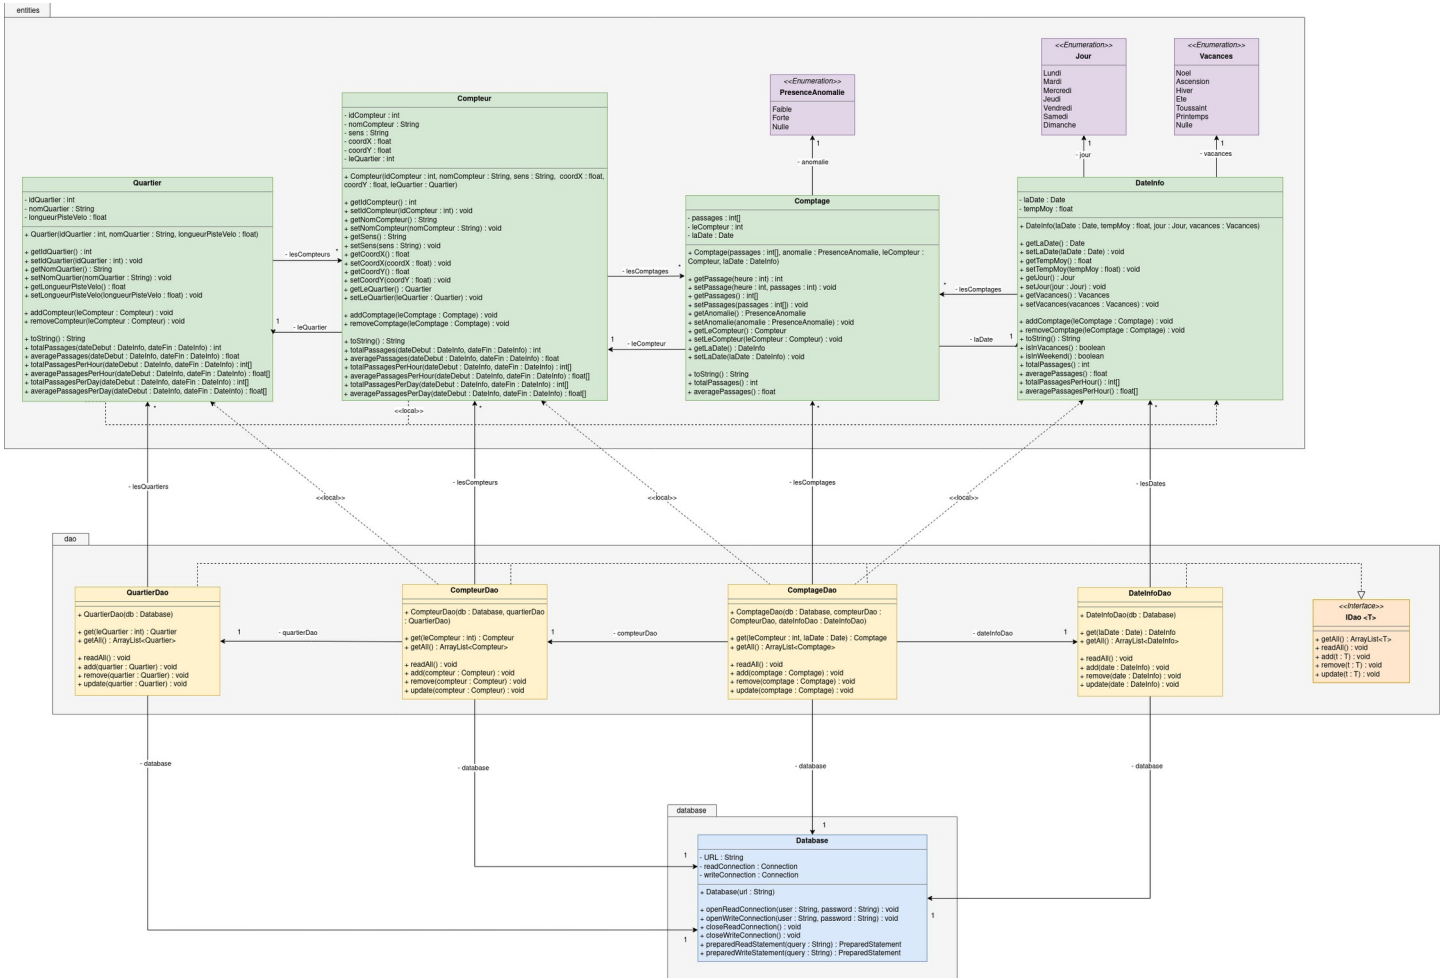 entities
<<Enumeration>>
Jour
Lundi
Mardi
Mercredi
Jeudi
Vendredi
Samedi
Dimanche
<<Enumeration>>
Vacances
Noel
Ascension
Hiver
Ete
Toussaint
Printemps
Nulle
<<Enumeration>>
PresenceAnomalie
Faible
Forte
Nulle
1
- anomalie
1
- jour
1
- vacances
Quartier
- idQuartier : int
- nomQuartier : String
- longueurPisteVelo : float
+ Quartier(idQuartier : int, nomQuartier : String, longueurPisteVelo : float)
+ getIdQuartier() : int
+ setIdQuartier(idQuartier : int) : void
+ getNomQuartier() : String
+ setNomQuartier(nomQuartier : String) : void
+ getLongueurPisteVelo() : float
+ setLongueurPisteVelo(longueurPisteVelo : float) : void
+ addCompteur(leCompteur : Compteur) : void
+ removeCompteur(leCompteur : Compteur) : void
+ toString() : String
+ totalPassages(dateDebut : DateInfo, dateFin : DateInfo) : int
+ averagePassages(dateDebut : DateInfo, dateFin : DateInfo) : float
+ totalPassagesPerHour(dateDebut : DateInfo, dateFin : DateInfo) : int[]
+ averagePassagesPerHour(dateDebut : DateInfo, dateFin : DateInfo) : float[]
+ totalPassagesPerDay(dateDebut : DateInfo, dateFin : DateInfo) : int[]
+ averagePassagesPerDay(dateDebut : DateInfo, dateFin : DateInfo) : float[]
- lesCompteurs
*
1
- leQuartier
Compteur
- idCompteur : int
- nomCompteur : String
- sens : String
- coordX : float
- coordY : float
- leQuartier : int
+ Compteur(idCompteur : int, nomCompteur : String, sens : String, coordX : float,
coordY : float, leQuartier : Quartier)
+ getIdCompteur() : int
+ setIdCompteur(idCompteur : int) : void
+ getNomCompteur() : String
+ setNomCompteur(nomCompteur : String) : void
+ getSens() : String
+ setSens(sens : String) : void
+ getCoordX() : float
+ setCoordX(coordX : float) : void
+ getCoordY() : float
+ setCoordY(coordY : float) : void
+ getLeQuartier() : Quartier
+ setLeQuartier(leQuartier : Quartier) : void
+ addComptage(leComptage : Comptage) : void
+ removeComptage(leComptage : Comptage) : void
+ toString() : String
+ totalPassages(dateDebut : DateInfo, dateFin : DateInfo) : int
+ averagePassages(dateDebut : DateInfo, dateFin : DateInfo) : float
+ totalPassagesPerHour(dateDebut : DateInfo, dateFin : DateInfo) : int[]
+ averagePassagesPerHour(dateDebut : DateInfo, dateFin : DateInfo) : float[]
+ totalPassagesPerDay(dateDebut : DateInfo, dateFin : DateInfo) : int[]
+ averagePassagesPerDay(dateDebut : DateInfo, dateFin : DateInfo) : float[]
- lesComptages
*
1
- leCompteur
Comptage
- passages : int[]
- leCompteur : int
- laDate : Date
+ Comptage(passages : int[], anomalie : PresenceAnomalie, leCompteur :
Compteur, laDate : DateInfo)
+ getPassage(heure : int) : int
+ setPassage(heure : int, passages : int) : void
+ getPassages() : int[]
+ setPassages(passages : int[]) : void
+ getAnomalie() : PresenceAnomalie
+ setAnomalie(anomalie : PresenceAnomalie) : void
+ getLeCompteur() : Compteur
+ setLeCompteur(leCompteur : Compteur) : void
+ getLaDate() : DateInfo
+ setLaDate(laDate : DateInfo) : void
+ toString() : String
+ totalPassages() : int
+ averagePassages() : float
*
- lesComptages
- laDate
1
DateInfo
- laDate : Date
- tempMoy : float
+ DateInfo(laDate : Date, tempMoy : float, jour : Jour, vacances : Vacances)
+ getLaDate() : Date
+ setLaDate(laDate : Date) : void
+ getTempMoy() : float
+ setTempMoy(tempMoy : float) : void
+ getJour() : Jour
+ setJour(jour : Jour) : void
+ getVacances() : Vacances
+ setVacances(vacances : Vacances) : void
+ addComptage(leComptage : Comptage) : void
+ removeComptage(leComptage : Comptage) : void
+ toString() : String
+ isInVacances() : boolean
+ isInWeekend() : boolean
+ totalPassages() : int
+ averagePassages() : float
+ totalPassagesPerHour() : int[]
+ averagePassagesPerHour() : float[]
<<local>>
*
*
*
*
- lesQuartiers
<<local>>
- lesCompteurs
<<local>>
- lesComptages
<<local>>
- lesDates
dao
QuartierDao
+ QuartierDao(db : Database)
+ get(leQuartier : int) : Quartier
+ getAll() : ArrayList<Quartier>
+ readAll() : void
+ add(quartier : Quartier) : void
+ remove(quartier : Quartier) : void
+ update(quartier : Quartier) : void
1
- quartierDao
CompteurDao
+ CompteurDao(db : Database, quartierDao
: QuartierDao)
+ get(leCompteur : int) : Compteur
+ getAll() : ArrayList<Compteur>
+ readAll() : void
+ add(compteur : Compteur) : void
+ remove(compteur : Compteur) : void
+ update(compteur : Compteur) : void
1
- compteurDao
ComptageDao
+ ComptageDao(db : Database, compteurDao :
CompteurDao, dateInfoDao : DateInfoDao)
+ get(leCompteur : int, laDate : Date) : Comptage
+ getAll() : ArrayList<Comptage>
+ readAll() : void
+ add(comptage : Comptage) : void
+ remove(comptage : Comptage) : void
+ update(comptage : Comptage) : void
- dateInfoDao
1
DateInfoDao
+ DateInfoDao(db : Database)
+ get(laDate : Date) : DateInfo
+ getAll() : ArrayList<DateInfo>
+ readAll() : void
+ add(date : DateInfo) : void
+ remove(date : DateInfo) : void
+ update(date : DateInfo) : void
<<Interface>>
IDao <T>
+ getAll() : ArrayList<T>
+ readAll() : void
+ add(t : T) : void
+ remove(t : T) : void
+ update(t : T) : void
- database
- database
- database
- database
database
1
Database
1
- URL : String
- readConnection : Connection
- writeConnection : Connection
+ Database(url : String)
+ openReadConnection(user : String, password : String) : void
+ openWriteConnection(user : String, password : String) : void
+ closeReadConnection() : void
+ closeWriteConnection() : void
+ preparedReadStatement(query : String) : PreparedStatement
+ preparedWriteStatement(query : String) : PreparedStatement
1
1